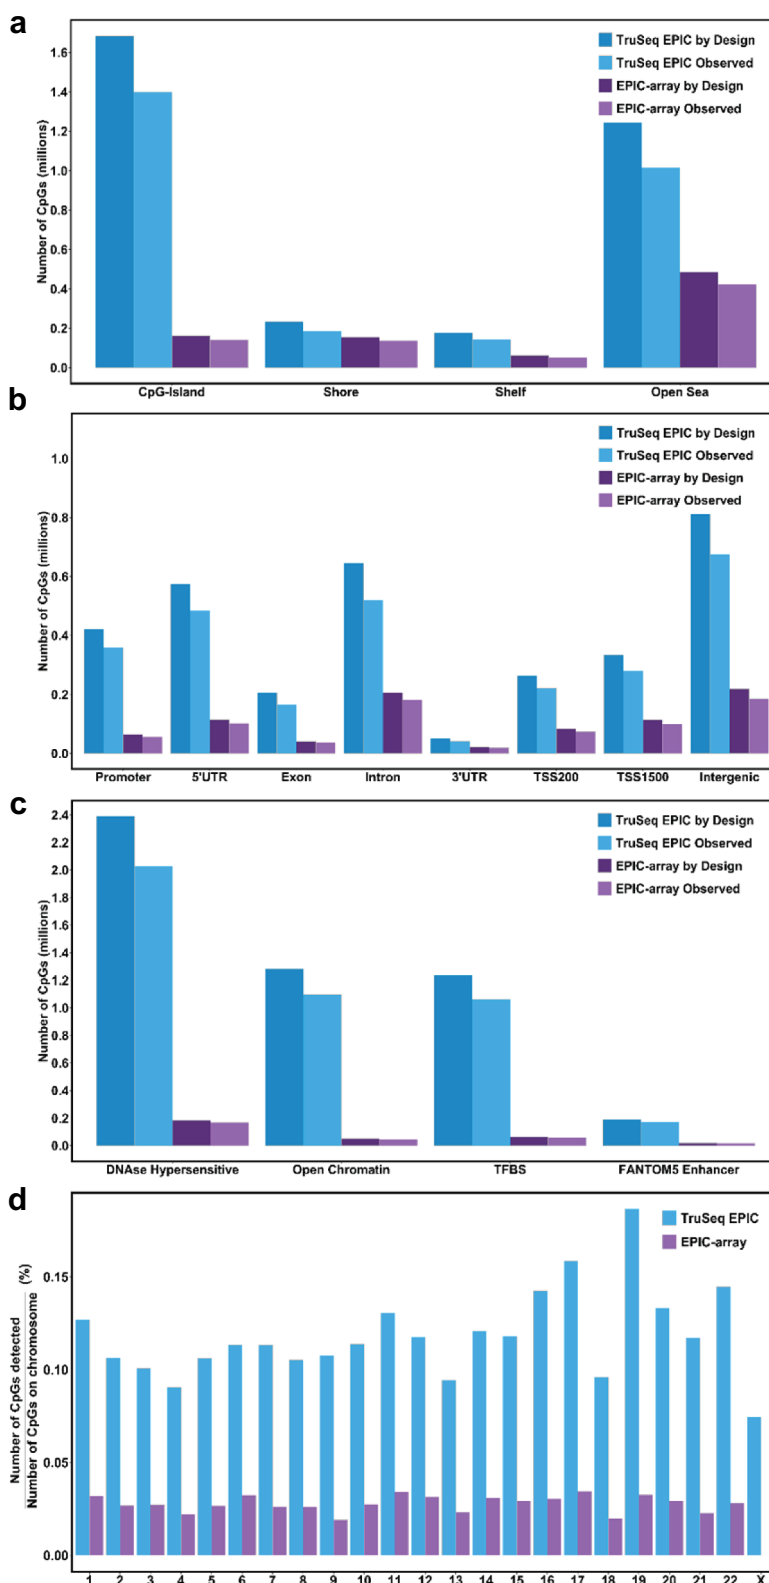 a
TruSeq EPIC by Design
TruSeq EPIC Observed
EPIC-array by Design
EPIC-array Observed
Number of CpGs (millions)
1.6
1.4
1.2
1.0
0.8
0.6
0.4
0.2
0.0
CpG-Island Shore Shelf Open Sea
b
TruSeq EPIC by Design
TruSeq EPIC Observed
EPIC-array by Design
EPIC-array Observed
Number of CpGs (millions)
1.0
0.8
0.6
0.4
0.2
0.0
Promoter 5'UTR Exon Intron 3'UTR TSS200 TSS1500 Intergenic
c
TruSeq EPIC by Design
TruSeq EPIC Observed
EPIC-array by Design
EPIC-array Observed
Number of CpGs (millions)
2.4
2.2
2.0
1.8
1.6
1.4
1.2
1.0
0.8
0.6
0.4
0.2
0.0
DNAse Hypersensitive Open Chromatin TFBS FANTOM5 Enhancer
d
TruSeq EPIC
EPIC-array
Number of CpGs detected
Number of CpGs on chromosome
(%)
0.15
0.10
0.05
0.00
1 2 3 4 5 6 7 8 9 10 11 12 13 14 15 16 17 18 19 20 21 22 X